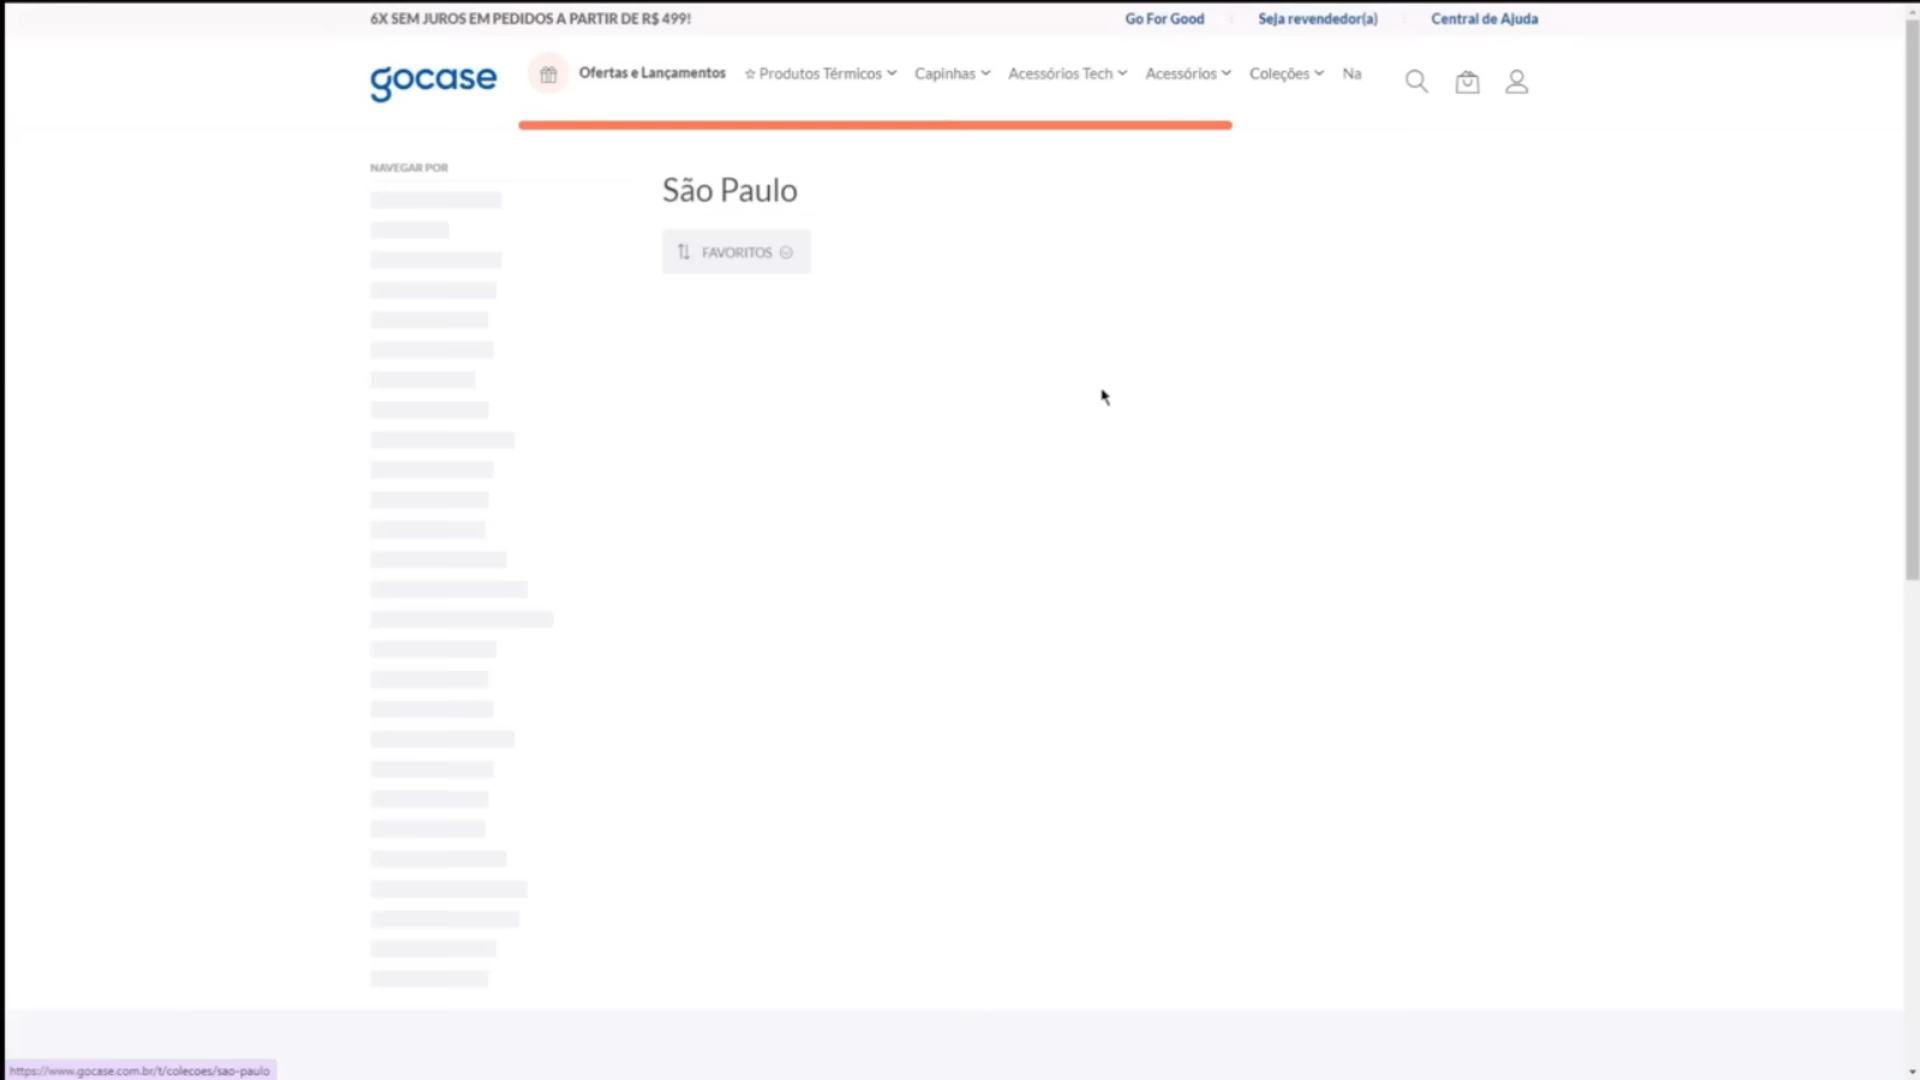 6X SEM JUROS EM PEDIDOS A PARTIR DE R$ 499!
Go For Good
Seja revendedor(a)
Central de Ajuda
gocase
Ofertas e Lançamentos
Produtos Térmicos
Capinhas
Acessórios Tech
Acessórios
Coleções
Na
NAVEGAR POR
São Paulo
FAVORITOS
https://www.gocase.com.br/t/colecoes/sao-paulo